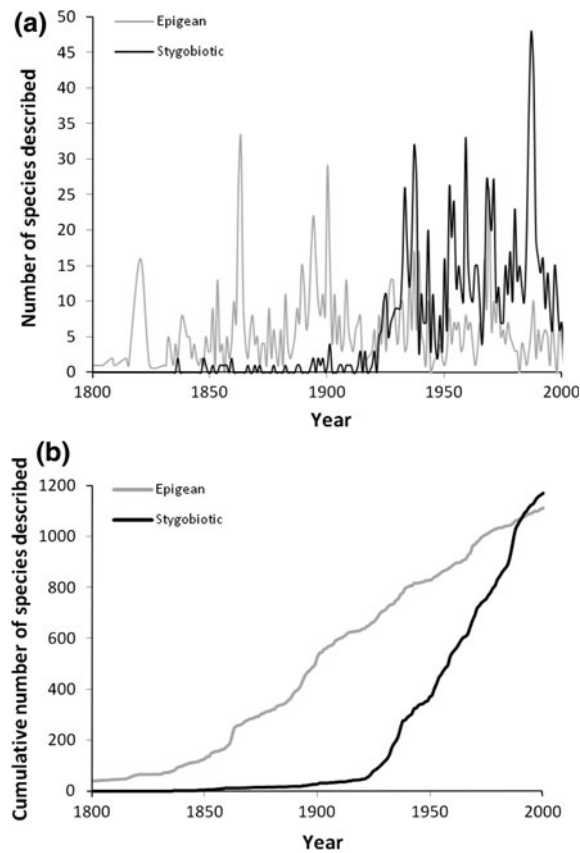 (a)
Epigean
Stygobiotic
Number of species described
50
45
40
35
30
25
20
15
10
5
0
1800 1850 1900 1950 2000
Year
(b)
Epigean
Stygobiotic
Cumulative number of species described
1200
1000
800
600
400
200
0
1800 1850 1900 1950 2000
Year